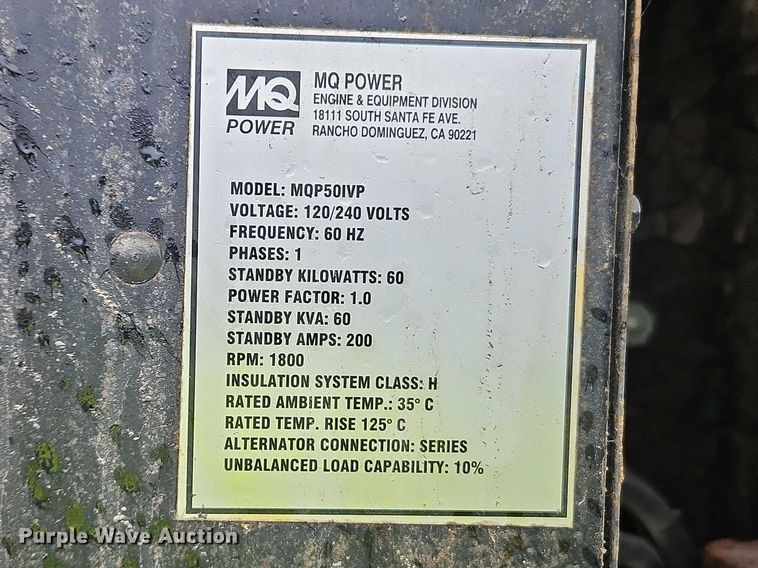 MQ POWER
MQ POWER
ENGINE & EQUIPMENT DIVISION
18111 SOUTH SANTA FE AVE.
RANCHO DOMINGUEZ, CA 90221
MODEL: MQP50IVP
VOLTAGE: 120/240 VOLTS
FREQUENCY: 60 HZ
PHASES: 1
STANDBY KILOWATTS: 60
POWER FACTOR: 1.0
STANDBY KVA: 60
STANDBY AMPS: 200
RPM: 1800
INSULATION SYSTEM CLASS: H
RATED AMBIENT TEMP.: 35° C
RATED TEMP. RISE 125° C
ALTERNATOR CONNECTION: SERIES
UNBALANCED LOAD CAPABILITY: 10%
Purple Wave Auction